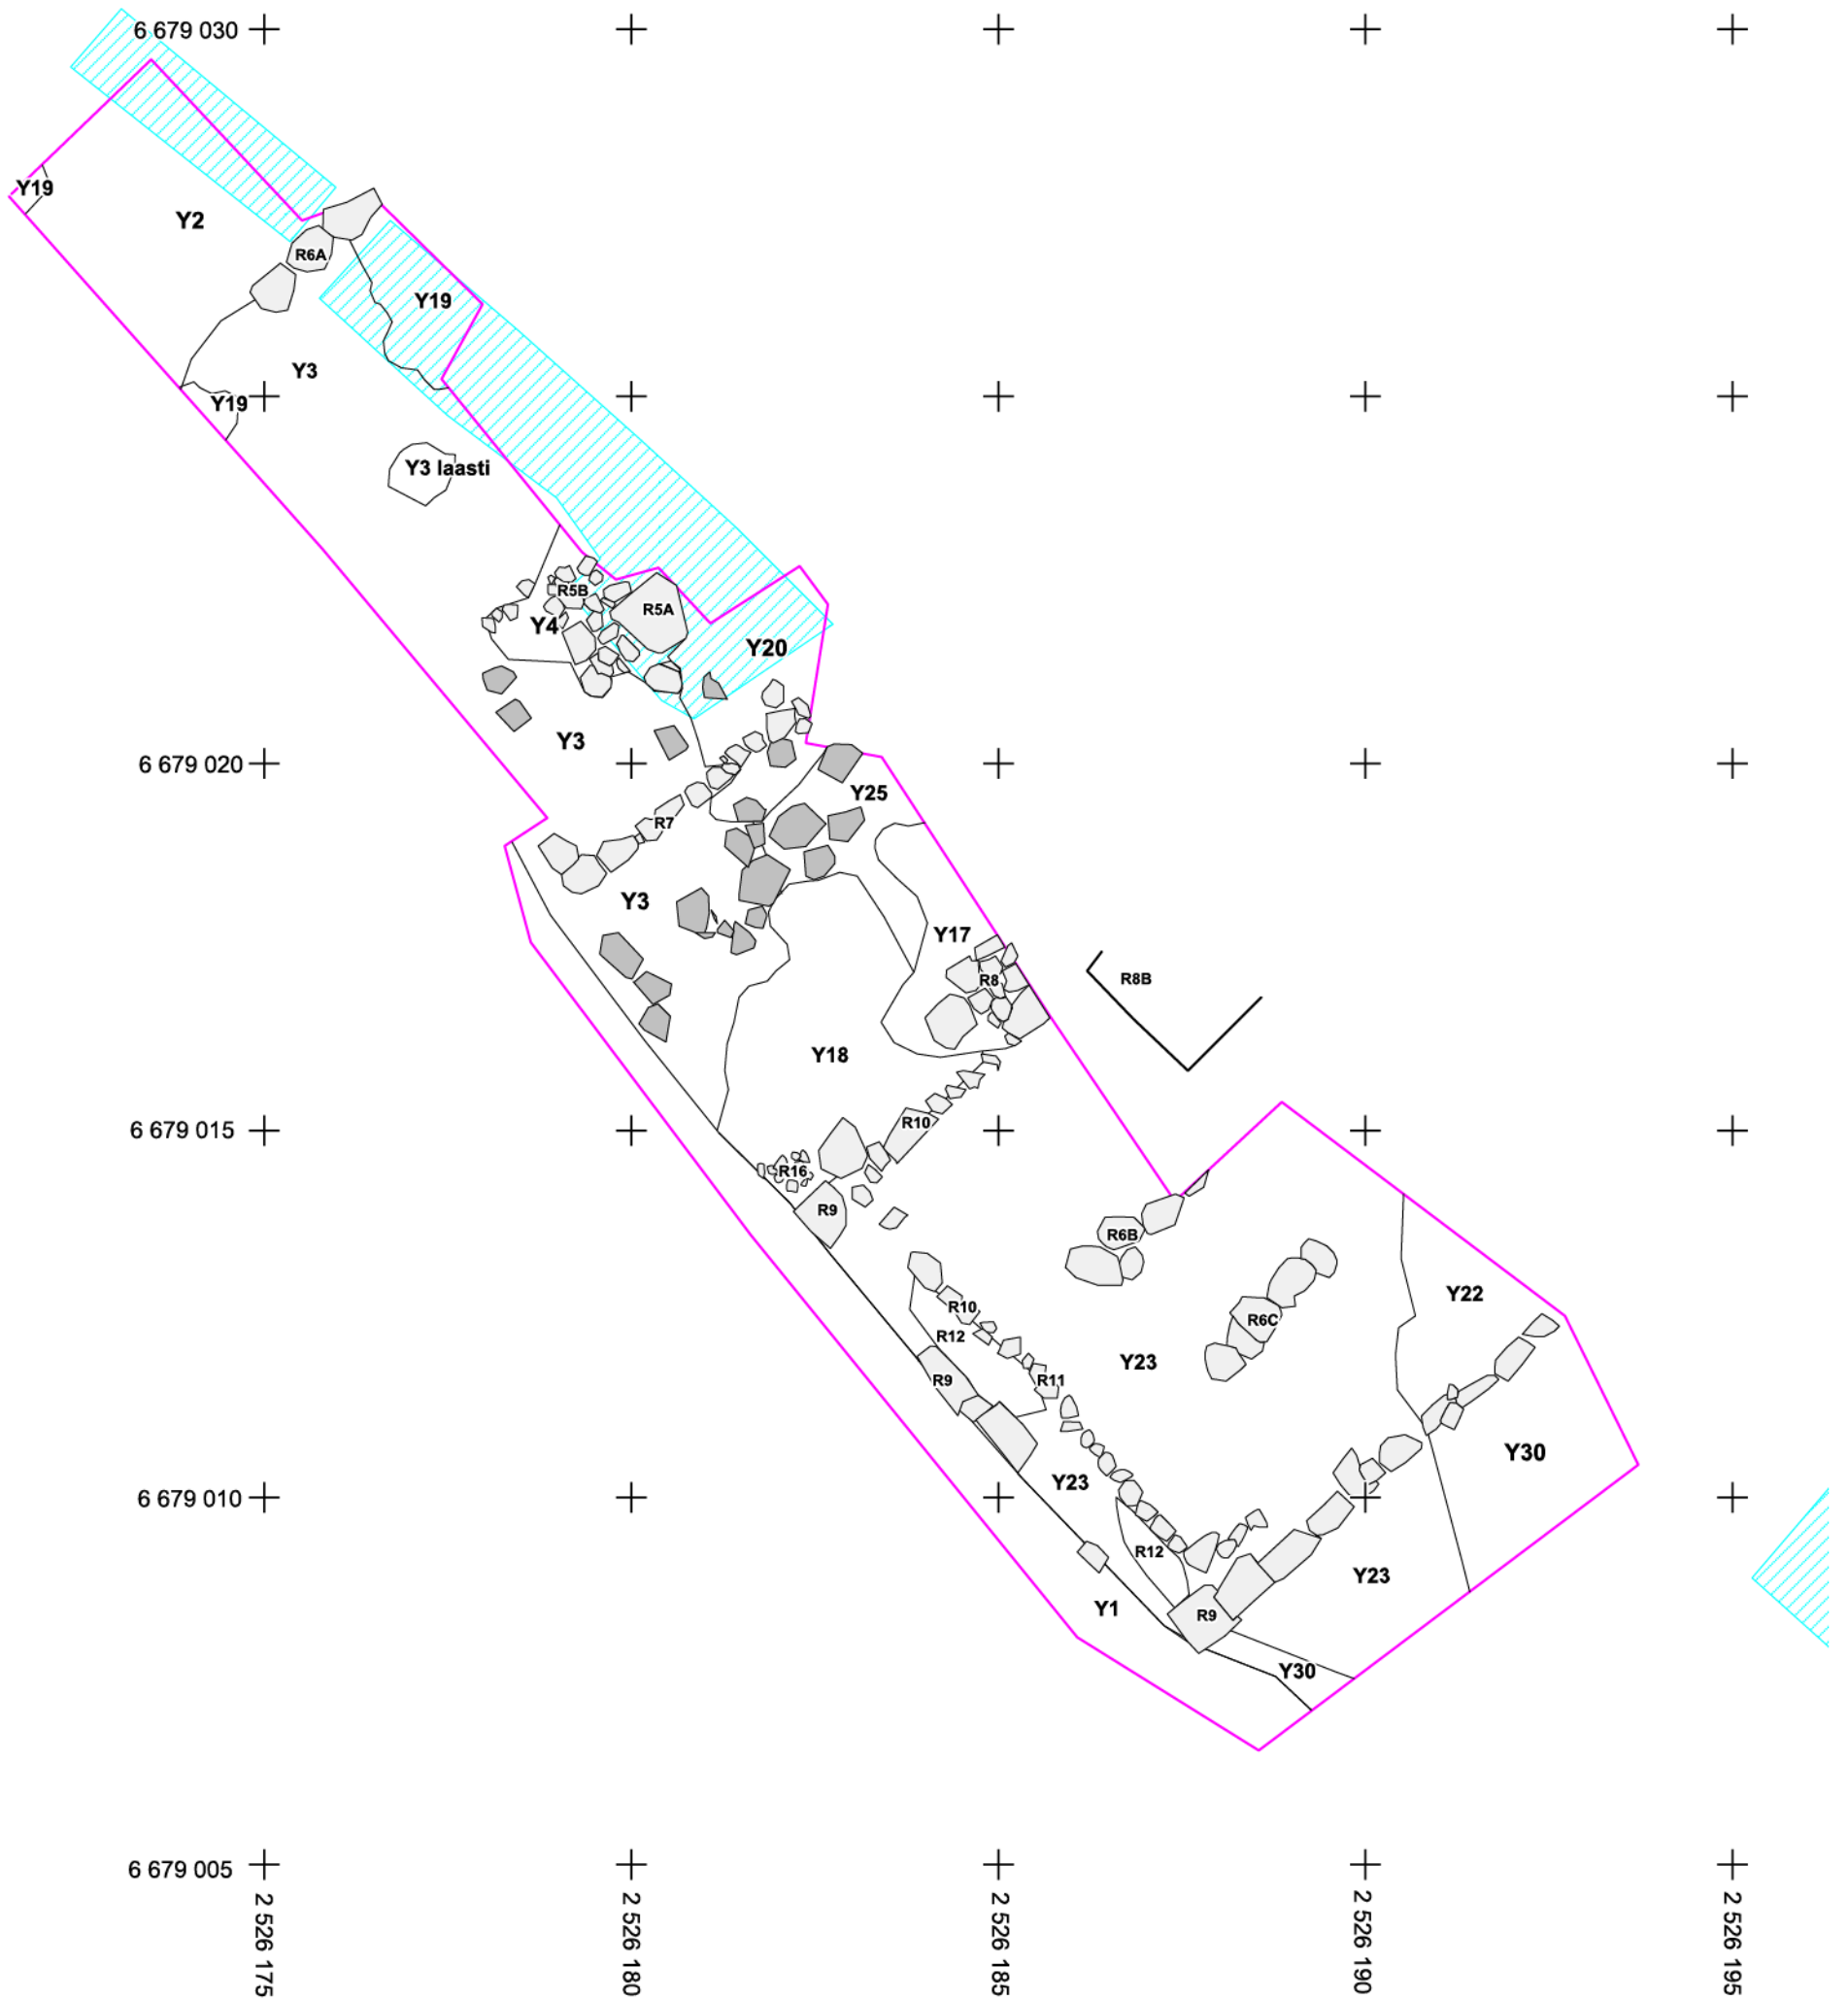 6 679 030
Y19
Y2
R6A
Y19
Y3
Y19
Y3 laasti
R5B
R5A
Y4
Y20
Y3
6 679 020
Y25
R7
Y3
Y17
R8
R8B
Y18
R10
6 679 015
R16
R9
R6B
Y22
R10
R6C
R12
Y23
R9
R11
Y30
Y23
6 679 010
R12
Y23
Y1
R9
Y30
6 679 005
2 526 175
2 526 180
2 526 185
2 526 190
2 526 195